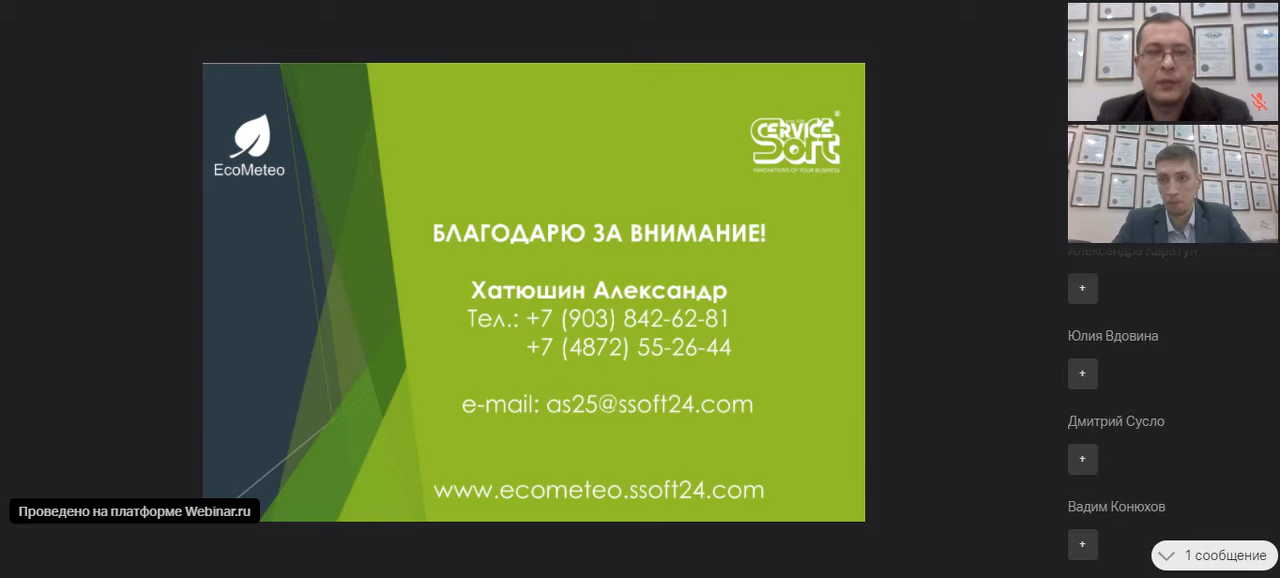 EcoMeteo
SERVICE
Soft
INNOVATIONS OF YOUR BUSINESS
БЛАГОДАРЮ ЗА ВНИМАНИЕ!
Хатюшин Александр
Тел.: +7 (903) 842-62-81
+7 (4872) 55-26-44
e-mail: as25@ssoft24.com
www.ecometeo.ssoft24.com
Проведено на платформе Webinar.ru
Александра Каратун
+
Юлия Вдовина
+
Дмитрий Сусло
+
Вадим Конюхов
+
1 сообщение